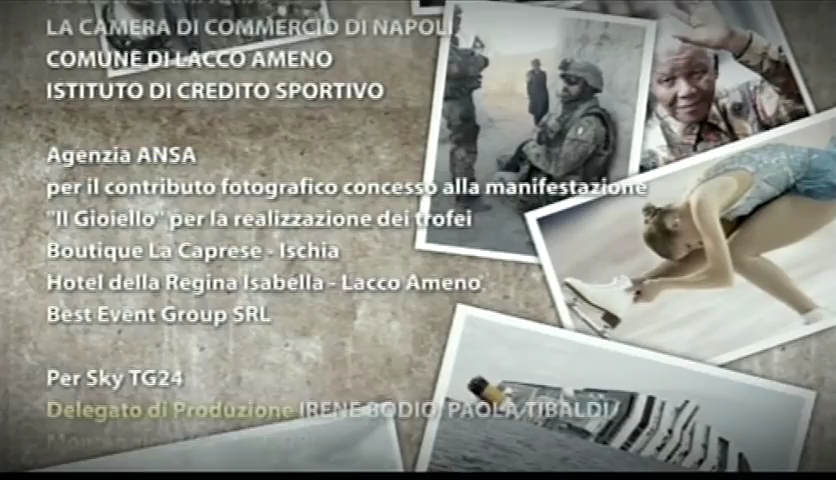 LA CAMERA DI COMMERCIO DI NAPOLI
COMUNE DI LACCO AMENO
ISTITUTO DI CREDITO SPORTIVO
Agenzia ANSA
per il contributo fotografico concesso alla manifestazione
"Il Gioiello" per la realizzazione dei trofei
Boutique La Caprese - Ischia
Hotel della Regina Isabella - Lacco Ameno
Best Event Group SRL
Per Sky TG24
Delegato di Produzione IRENE BODIO, PAOLA TIBALDI